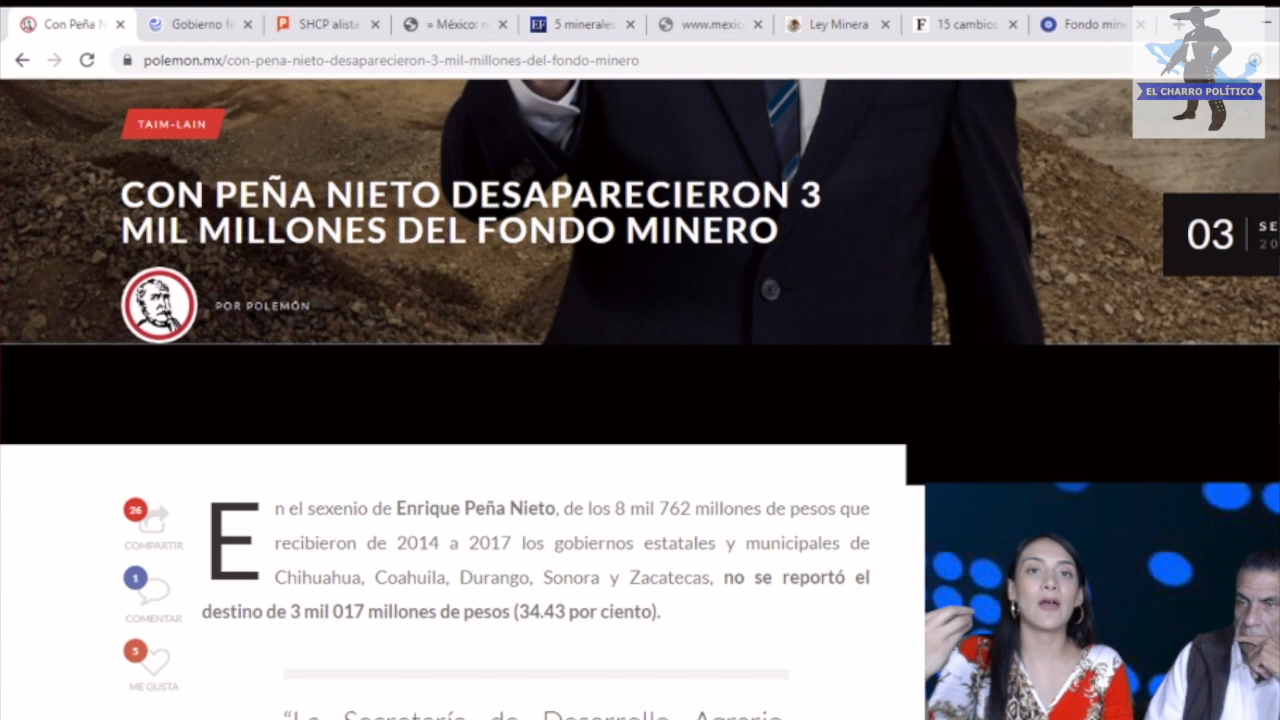 Con Peña N
Gobierno fe
SHCP alista
» México:
5 minerales
www.mexic
Ley Minera
15 cambios
Fondo mine
polemon.mx/con-pena-nieto-desaparecieron-3-mil-millones-del-fondo-minero
EL CHARRO POLÍTICO
TAIM-LAIN
CON PEÑA NIETO DESAPARECIERON 3
MIL MILLONES DEL FONDO MINERO
03 SE
20
POR POLEMÓN
En el sexenio de Enrique Peña Nieto, de los 8 mil 762 millones de pesos que
recibieron de 2014 a 2017 los gobiernos estatales y municipales de
Chihuahua, Coahuila, Durango, Sonora y Zacatecas, no se reportó el
destino de 3 mil 017 millones de pesos (34.43 por ciento).
26
COMPARTIR
1
COMENTAR
5
ME GUSTA
“La Secretaría de Desarrollo Agrario